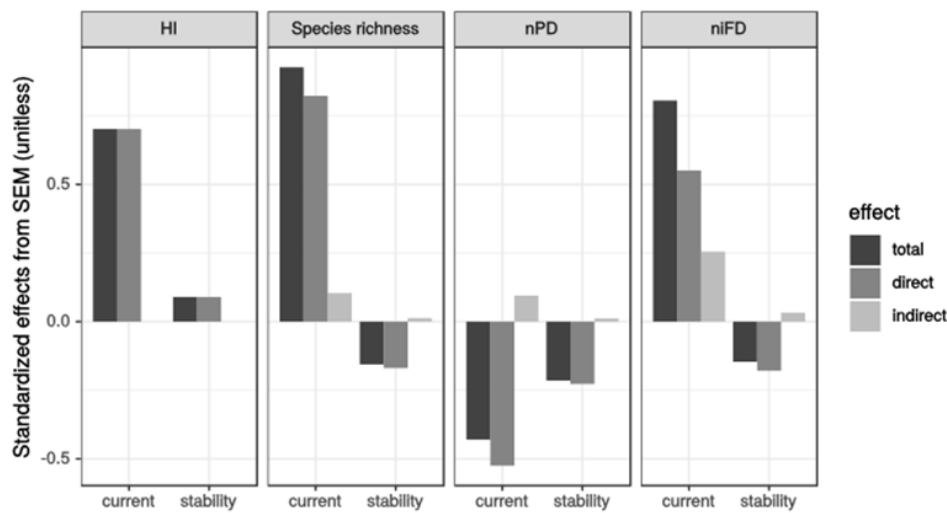 HI
Species richness
nPD
niFD
Standardized effects from SEM (unitless)
0.5
0.0
-0.5
current stability
current stability
current stability
current stability
effect
total
direct
indirect